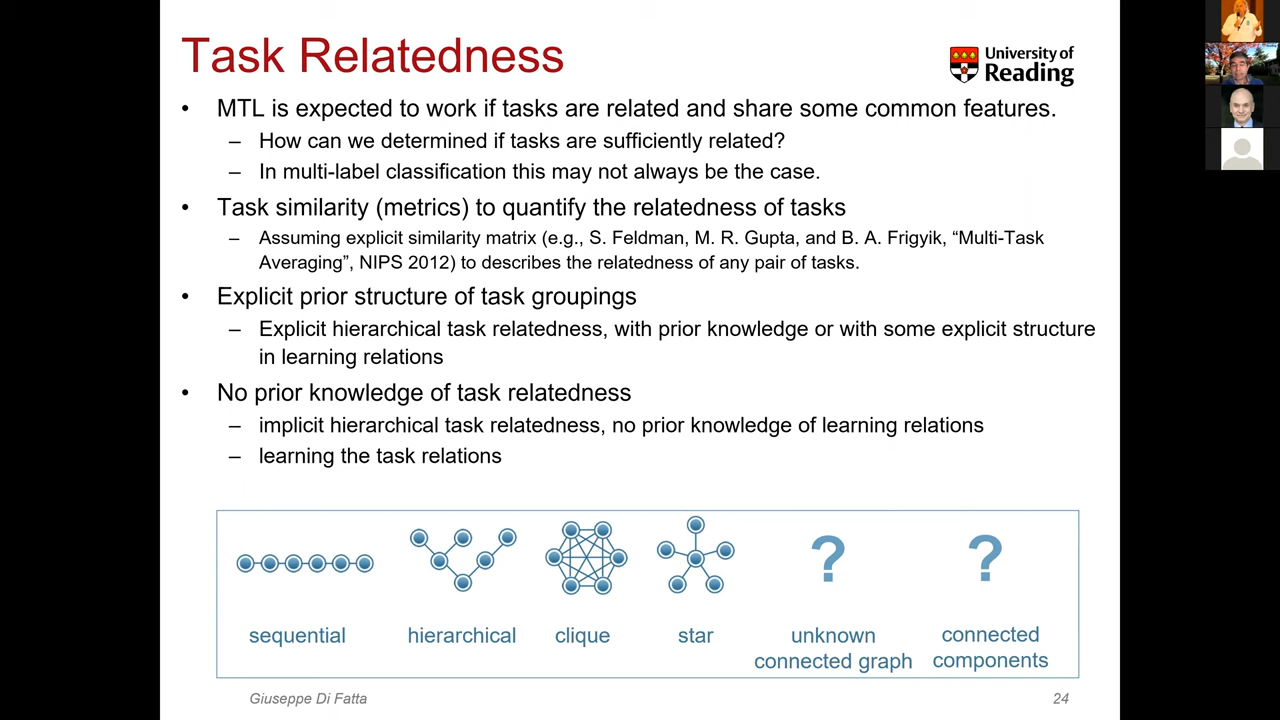 Task Relatedness
University of
Reading
• MTL is expected to work if tasks are related and share some common features.
– How can we determined if tasks are sufficiently related?
– In multi-label classification this may not always be the case.
• Task similarity (metrics) to quantify the relatedness of tasks
– Assuming explicit similarity matrix (e.g., S. Feldman, M. R. Gupta, and B. A. Frigyik, “Multi-Task
Averaging”, NIPS 2012) to describes the relatedness of any pair of tasks.
• Explicit prior structure of task groupings
– Explicit hierarchical task relatedness, with prior knowledge or with some explicit structure
in learning relations
• No prior knowledge of task relatedness
– implicit hierarchical task relatedness, no prior knowledge of learning relations
– learning the task relations
? ?
sequential hierarchical clique star unknown connected
connected graph components
Giuseppe Di Fatta 24